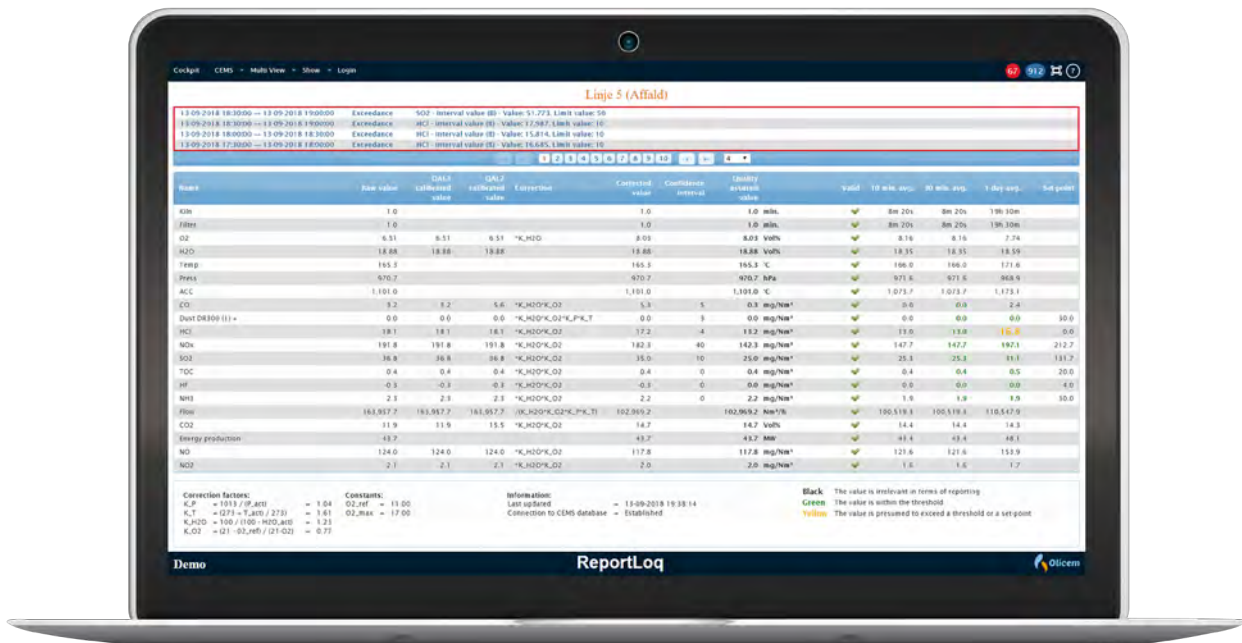 Cockpit CEMS Multi View Show Login 67 912 ?
Linje 5 (Affald)
13-09-2018 18:30:00 — 13-09-2018 19:00:00 Exceedance SO2 - Interval value (B) - Value: 51,773, Limit value: 50
13-09-2018 18:30:00 — 13-09-2018 19:00:00 Exceedance HCl - Interval value (B) - Value: 17,987, Limit value: 10
13-09-2018 18:00:00 — 13-09-2018 18:30:00 Exceedance HCl - Interval value (B) - Value: 15,814, Limit value: 10
13-09-2018 17:30:00 — 13-09-2018 18:00:00 Exceedance HCl - Interval value (B) - Value: 16,685, Limit value: 10
1 2 3 4 5 6 7 8 9 10 4
Name Raw value QAL3 calibrated value QAL2 calibrated value Correction Corrected value Confidence interval Quality assured value Valid 10 min. avg. 30 min. avg. 1 day avg. Set point
Kiln 1.0 1.0 1.0 min. 8m 20s 8m 20s 19h 30m
Filter 1.0 1.0 1.0 min. 8m 20s 8m 20s 19h 30m
O2 6.51 6.51 6.51 *K_H2O 8.03 8.03 Vol% 8.16 8.16 7.74
H2O 18.88 18.88 18.88 18.88 18.88 Vol% 18.35 18.35 18.59
Temp 165.3 165.3 165.3 °C 166.0 166.0 171.6
Press 970.7 970.7 970.7 hPa 971.6 971.6 968.9
ACC 1,101.0 1,101.0 1,101.0 °C 1,073.7 1,073.7 1,173.1
CO 3.2 3.2 5.6 *K_H2O*K_O2 5.3 5 0.3 mg/Nm³ 0.0 0.0 2.4
Dust DR300 (I) + 0.0 0.0 0.0 *K_H2O*K_O2*K_P*K_T 0.0 3 0.0 mg/Nm³ 0.0 0.0 0.0 30.0
HCl 18.1 18.1 18.1 *K_H2O*K_O2 17.2 4 13.2 mg/Nm³ 13.0 13.0 0.0
NOx 191.8 191.8 191.8 *K_H2O*K_O2 182.3 40 142.3 mg/Nm³ 147.7 147.7 197.1 212.7
SO2 36.8 36.8 36.8 *K_H2O*K_O2 35.0 10 25.0 mg/Nm³ 25.3 25.3 31.1 131.7
TOC 0.4 0.4 0.4 *K_H2O*K_O2 0.4 0 0.4 mg/Nm³ 0.4 0.4 0.5 20.0
HF -0.3 -0.3 -0.3 *K_H2O*K_O2 -0.3 0 0.0 mg/Nm³ 0.0 0.0 0.0 4.0
NH3 2.3 2.3 2.3 *K_H2O*K_O2 2.2 0 2.2 mg/Nm³ 1.9 1.9 1.9 30.0
Flow 163,957.7 163,957.7 163,957.7 /(K_H2O*K_O2*K_P*K_T) 102,969.2 102,969.2 Nm³/h 100,519.3 100,519.3 110,547.9
CO2 11.9 11.9 15.5 *K_H2O*K_O2 14.7 14.7 Vol% 14.4 14.4 14.3
Energy production 43.7 43.7 43.7 MW 43.4 43.4 48.1
NO 124.0 124.0 124.0 *K_H2O*K_O2 117.8 117.8 mg/Nm³ 121.6 121.6 153.9
NO2 2.1 2.1 2.1 *K_H2O*K_O2 2.0 2.0 mg/Nm³ 1.6 1.6 1.7
Correction factors: Constants: Information: Black The value is irrelevant in terms of reporting
K_P = 1013 / (P_act) = 1.04 O2_ref = 11.00 Last updated = 13-09-2018 19:38:14 Green The value is within the threshold
K_T = (273 + T_act) / 273) = 1.61 O2_max = 17.00 Connection to CEMS database = Established Yellow The value is presumed to exceed a threshold or a set-point
K_H2O = 100 / (100 - H2O_act) = 1.23
K_O2 = (21 - O2_ref) / (21-O2) = 0.77
Demo ReportLoq Olicem